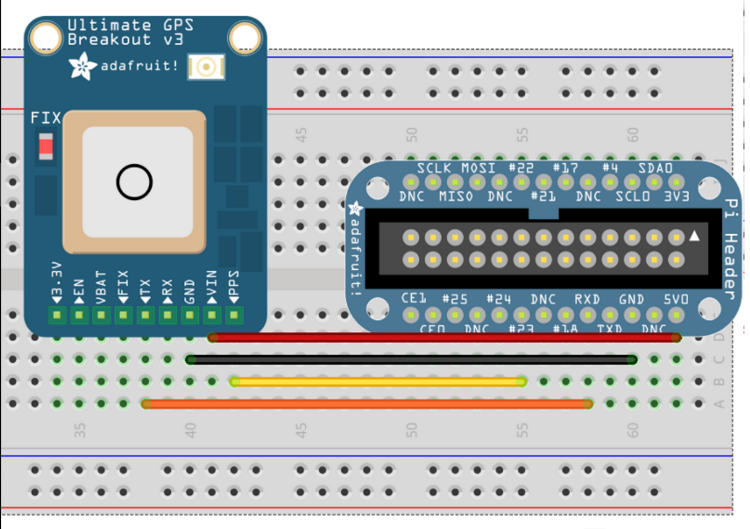 Ultimate GPS
Breakout v3
adafruit!
FIX
3.3V
EN
VBAT
FIX
TX
RX
GND
VIN
PPS
45
50
55
60
J
SCLK MOSI #22 #17 #4 SDA0
DNC MISO DNC #21 DNC SCL0 3V3
adafruit!
Pi Header
CE1 #25 #24 DNC RXD GND 5V0
CE0 DNC #23 #18 TXD DNC
D
C
B
A
35
40
45
50
55
60